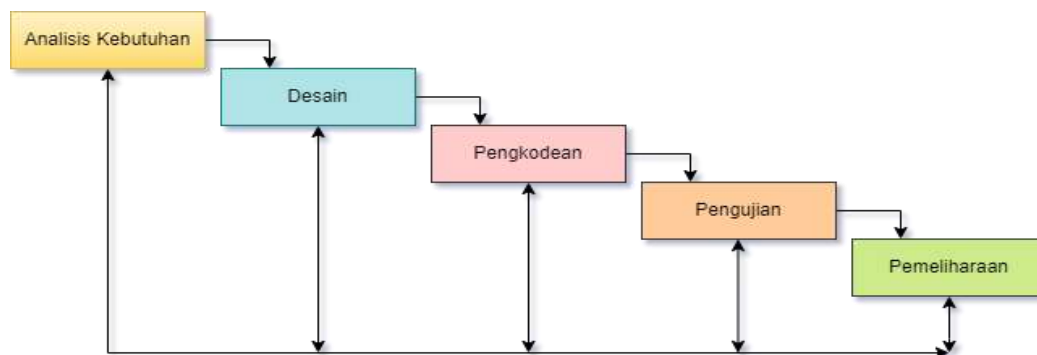 Analisis Kebutuhan
Desain
Pengkodean
Pengujian
Pemeliharaan